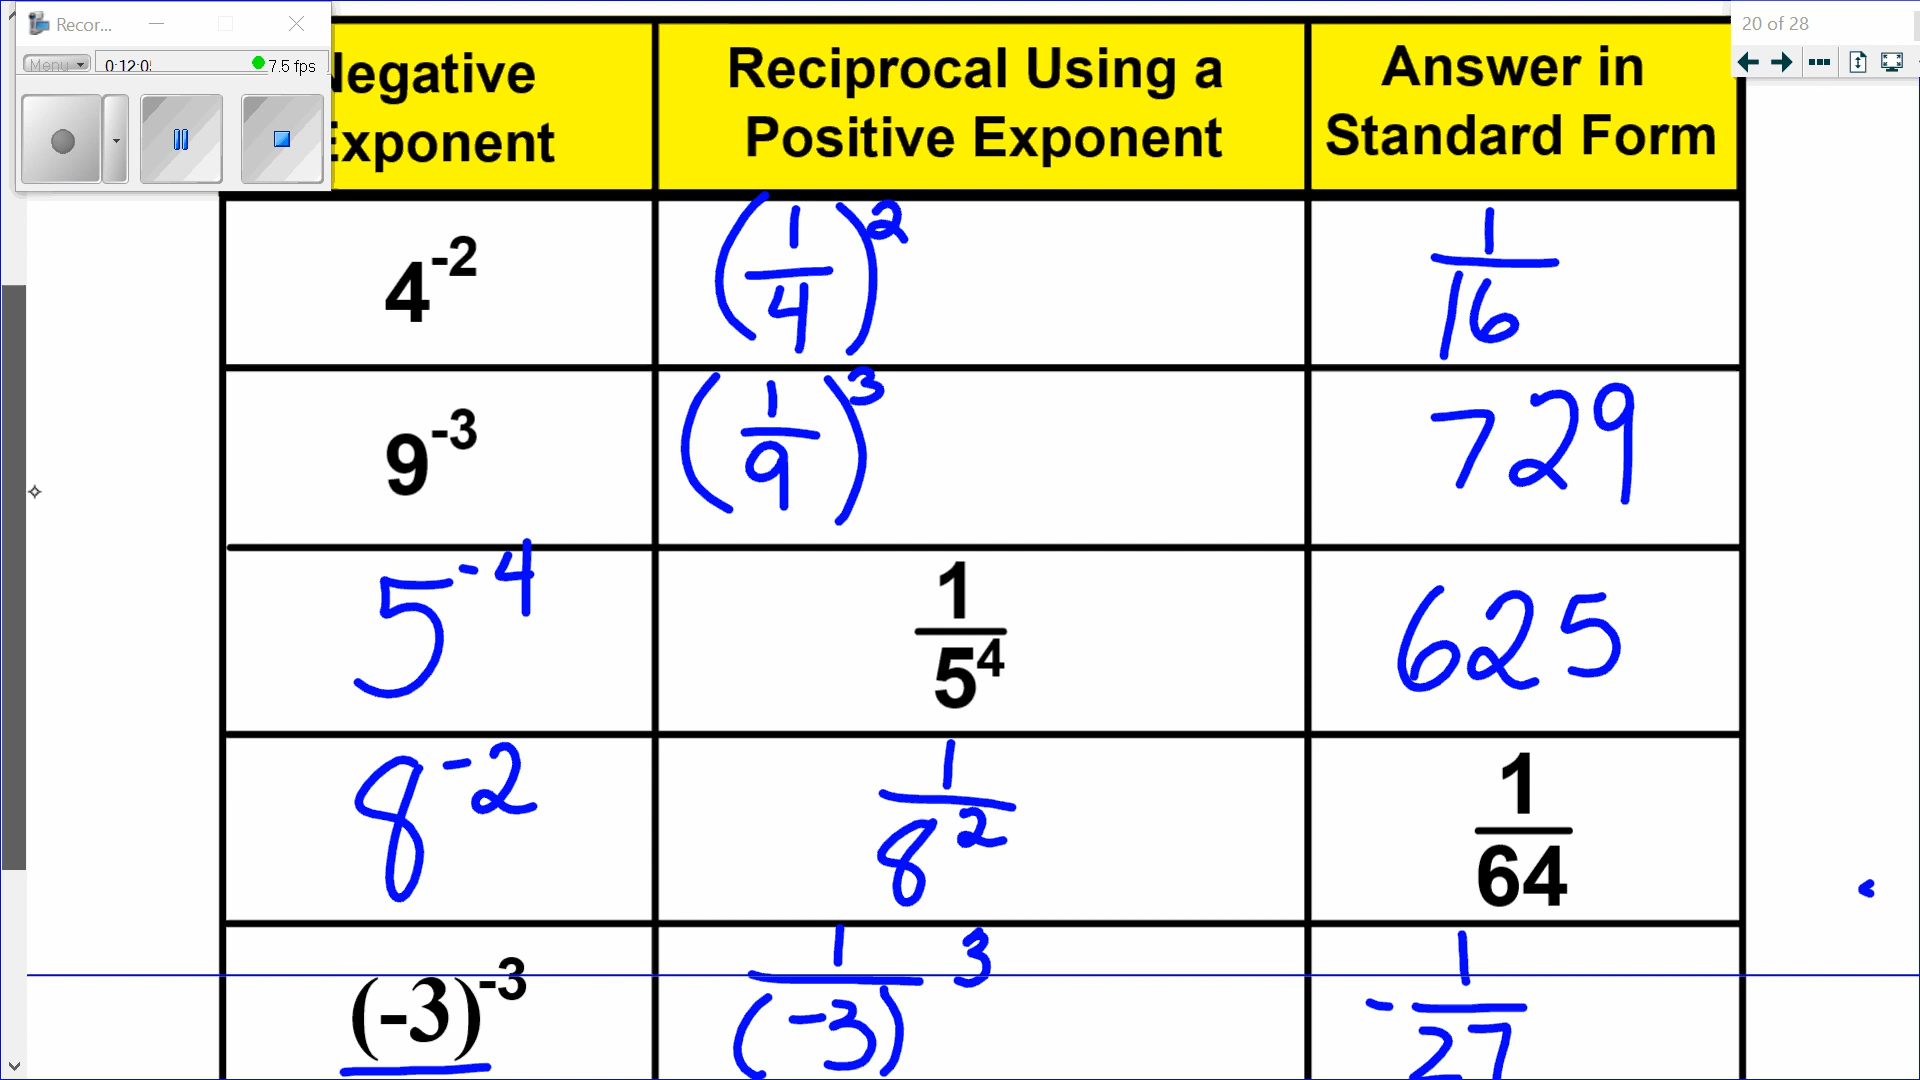 Recor...
20 of 28
Menu
0:12:0
7.5 fps
Negative Exponent
Reciprocal Using a Positive Exponent
Answer in Standard Form
4^-2
(1/4)^2
1/16
9^-3
(1/9)^3
729
5^-4
1/5^4
625
8^-2
1/8^2
1/64
(-3)^-3
1/(-3)^3
-1/27